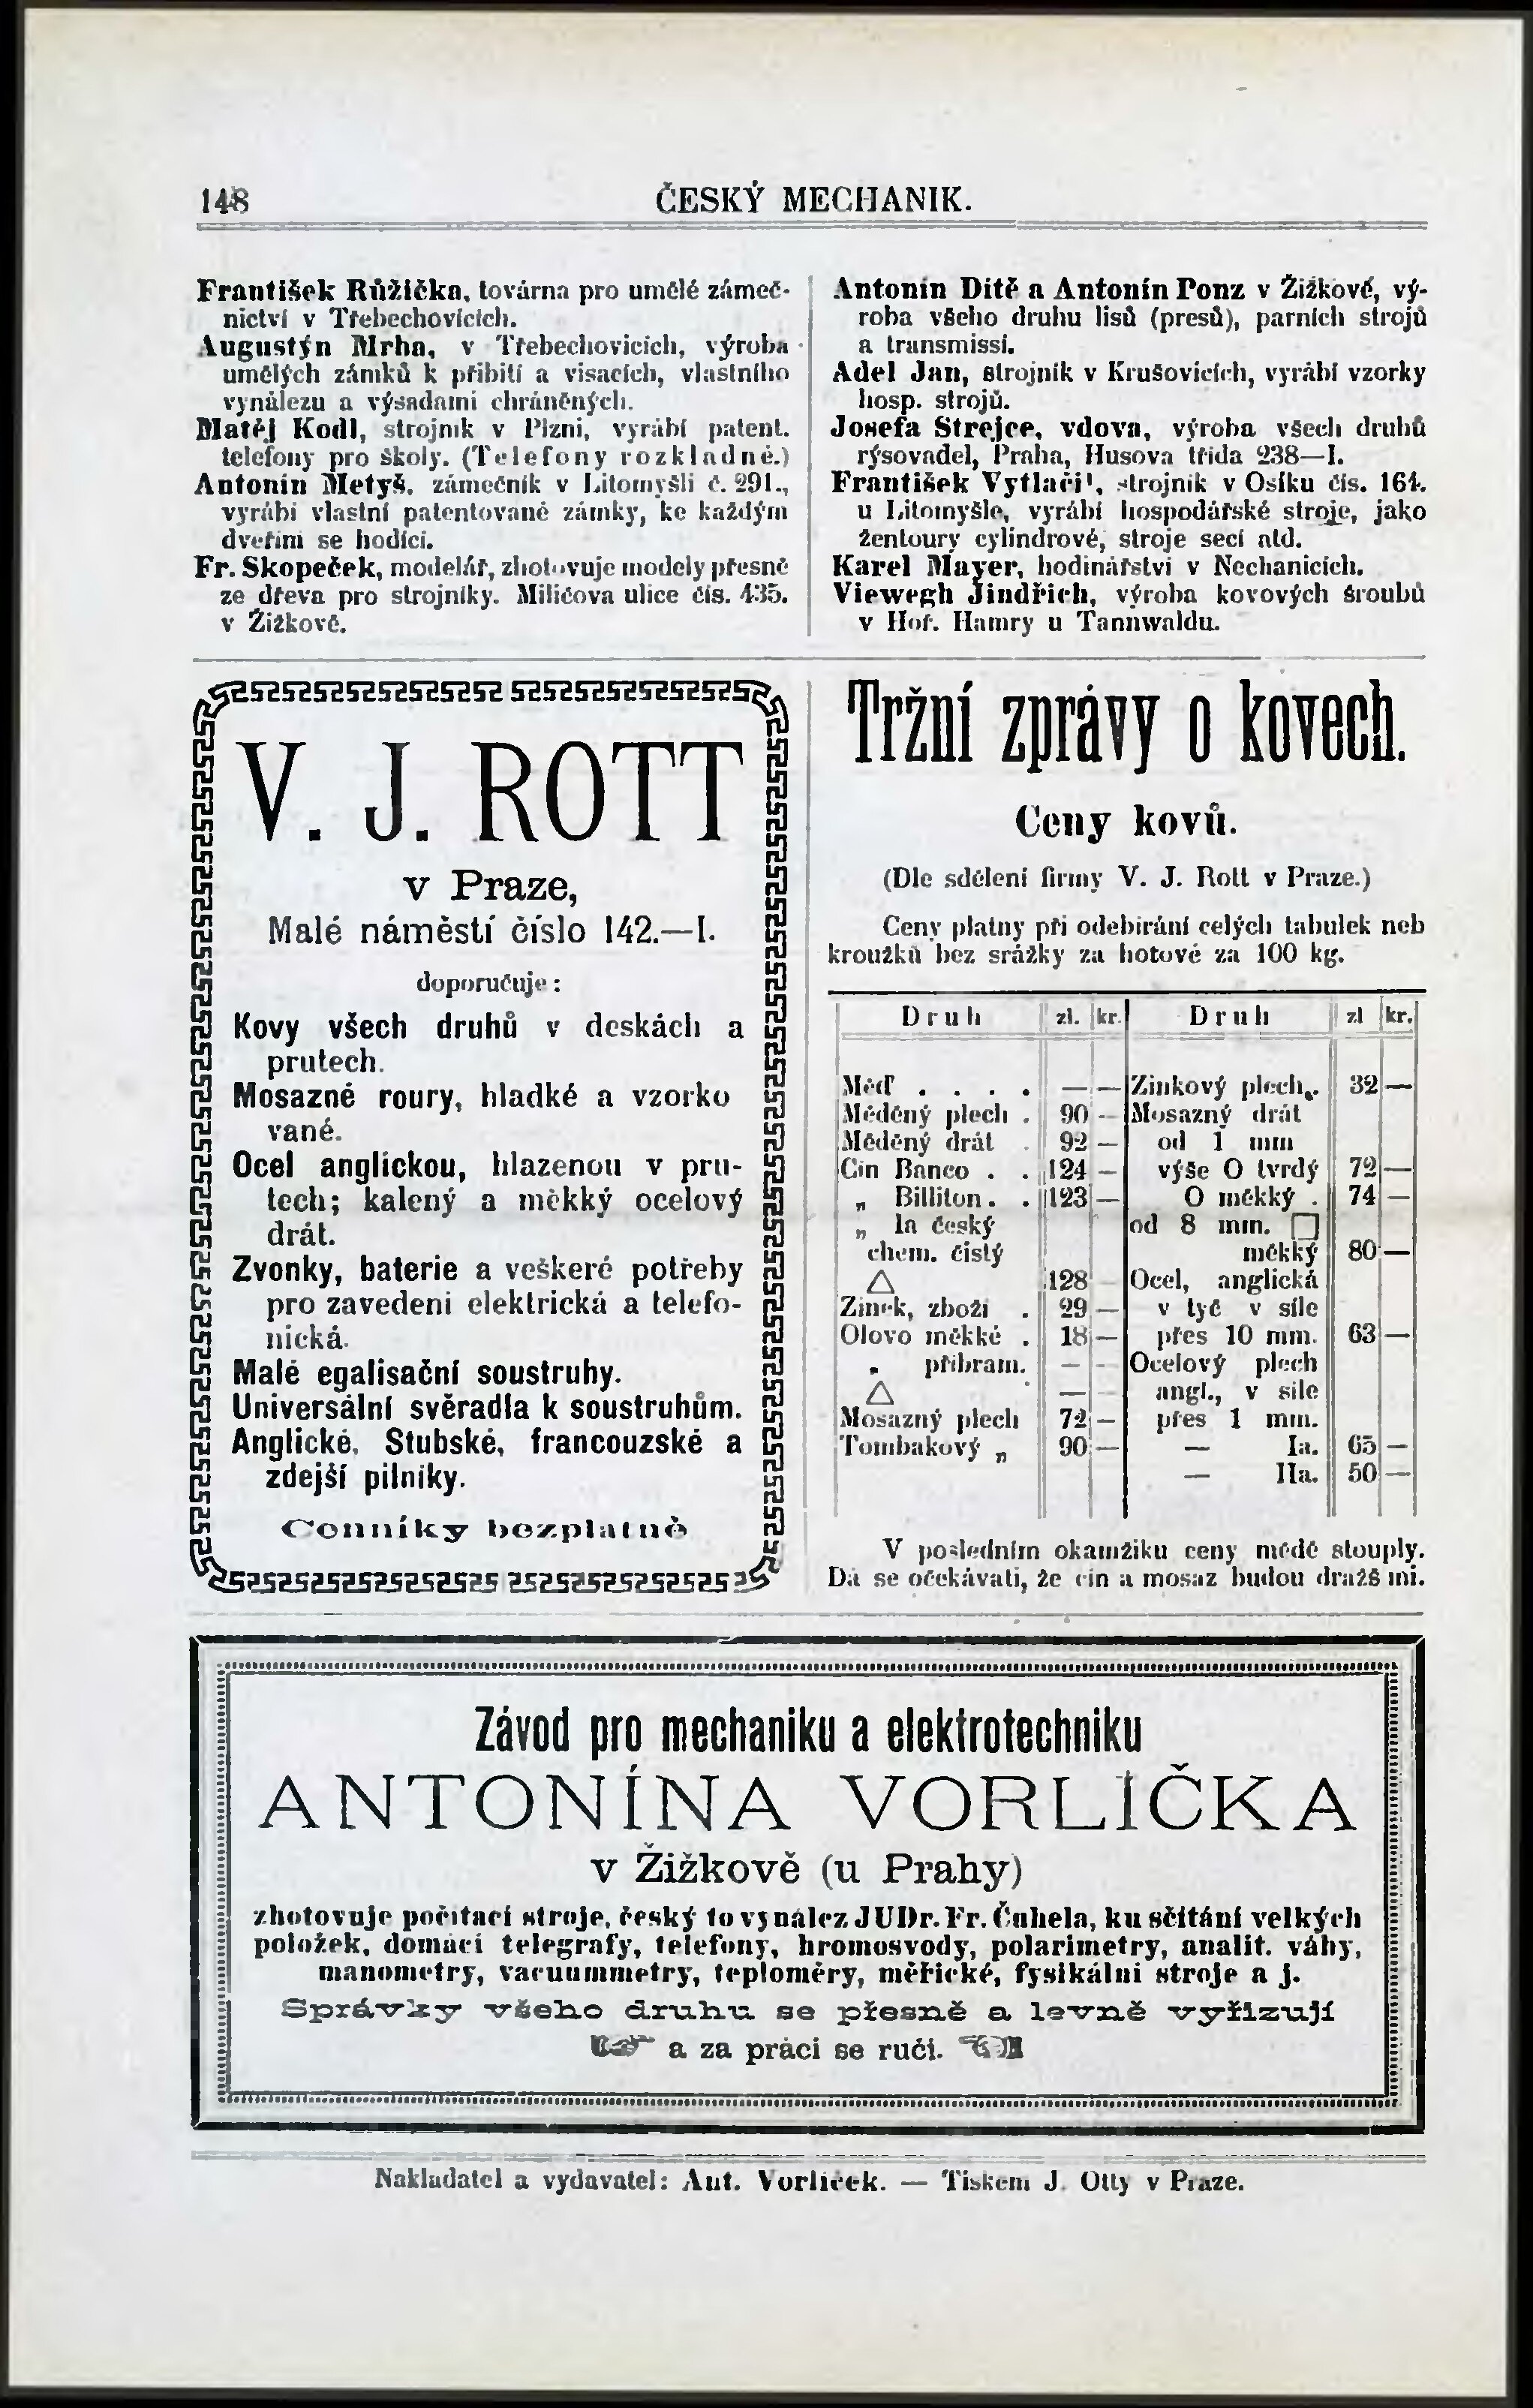 148
ČESKÝ MECHANIK.
František Růžička, továrna pro umělé zámeč-
nictví v Třebechovicích.
Augustýn Mrha, v Třebechovicích, výroba
umělých zámků k přibití a visacích, vlastního
vynálezu a výsadami chráněných.
Matěj Kodl, strojník v Plzni, vyrábí patent.
telefony pro školy. (Telefony rozkladné.)
Antonín Metyš, zámečník v Litomyšli č. 291.,
vyrábí vlastní patentované zámky, ke každým
dveřím se hodící.
Fr. Skopeček, modelář, zhotovuje modely přesně
ze dřeva pro strojníky. Miličova ulice čís. 435.
v Žižkově.
Antonín Dítě a Antonín Ponz v Žižkově, vý-
roba všeho druhu lisů (presů), parních strojů
a transmissí.
Adel Jan, strojník v Krušovicích, vyrábí vzorky
hosp. strojů.
Josefa Strejce, vdova, výroba všech druhů
rýsovadel, Praha, Husova třída 238—I.
František Vytlačil, strojník v Osíku čís. 164.
u Litomyšle, vyrábí hospodářské stroje, jako
žentoury cylindrové, stroje secí atd.
Karel Mayer, hodinářství v Nechanicích.
Viewegh Jindřich, výroba kovových šroubů
v Hoř. Hamry u Tannwaldu.
V. J. ROTT
v Praze,
Malé náměstí číslo 142.—I.
doporučuje:
Kovy všech druhů v deskách a
prutech.
Mosazné roury, hladké a vzorko
vané.
Ocel anglickou, hlazenou v pru-
tech; kalený a měkký ocelový
drát.
Zvonky, baterie a veškeré potřeby
pro zavedení elektrická a telefo-
nická.
Malé egalisační soustruhy.
Universální svěradla k soustruhům.
Anglické, Stubské, francouzské a
zdejší pilníky.
Cenníky bezplatně
Tržní zprávy o kovech.
Ceny kovů.
(Dle sdělení firmy V. J. Rott v Praze.)
Ceny platny při odebírání celých tabulek neb
kroužků bez srážky za hotové za 100 kg.
Druh zl. kr.
Měď . . . . — —
Měděný plech . 90 —
Měděný drát . 92 —
Cín Banco . . 124 —
„ Billiton . . 123 —
„ Ia český
chem. čistý
△ 128
Zinek, zboží . 29 —
Olovo měkké . 18 —
„ příbram. — —
△ — —
Mosazný plech 72 —
Tombakový „ 90 —
Druh zl kr.
Zinkový plech . 32 —
Mosazný drát
od 1 mm
výše O tvrdý 72 —
O měkký . 74 —
od 8 mm. □
měkký 80 —
Ocel, anglická
v tyč v síle
přes 10 mm. 63 —
Ocelový plech
angl., v síle
přes 1 mm.
— Ia. 65 —
— IIa. 50 —
V posledním okamžiku ceny mědě stouply.
Dá se očekávati, že cín a mosaz budou dražšími.
Závod pro mechaniku a elektrotechniku
ANTONÍNA VORLÍČKA
v Žižkově (u Prahy)
zhotovuje počítací stroje, český to vynález JUDr. Fr. Čuhela, ku sčítání velkých
položek, domácí telegrafy, telefony, hromosvody, polarimetry, analit. váhy,
manometry, vacuummetry, teploměry, měřické, fysikální stroje a j.
Správky všeho druhu se přesně a levně vyřizují
a za práci se ručí.
Nakladatel a vydavatel: Ant. Vorlíček. — Tiskem J. Otty v Praze.